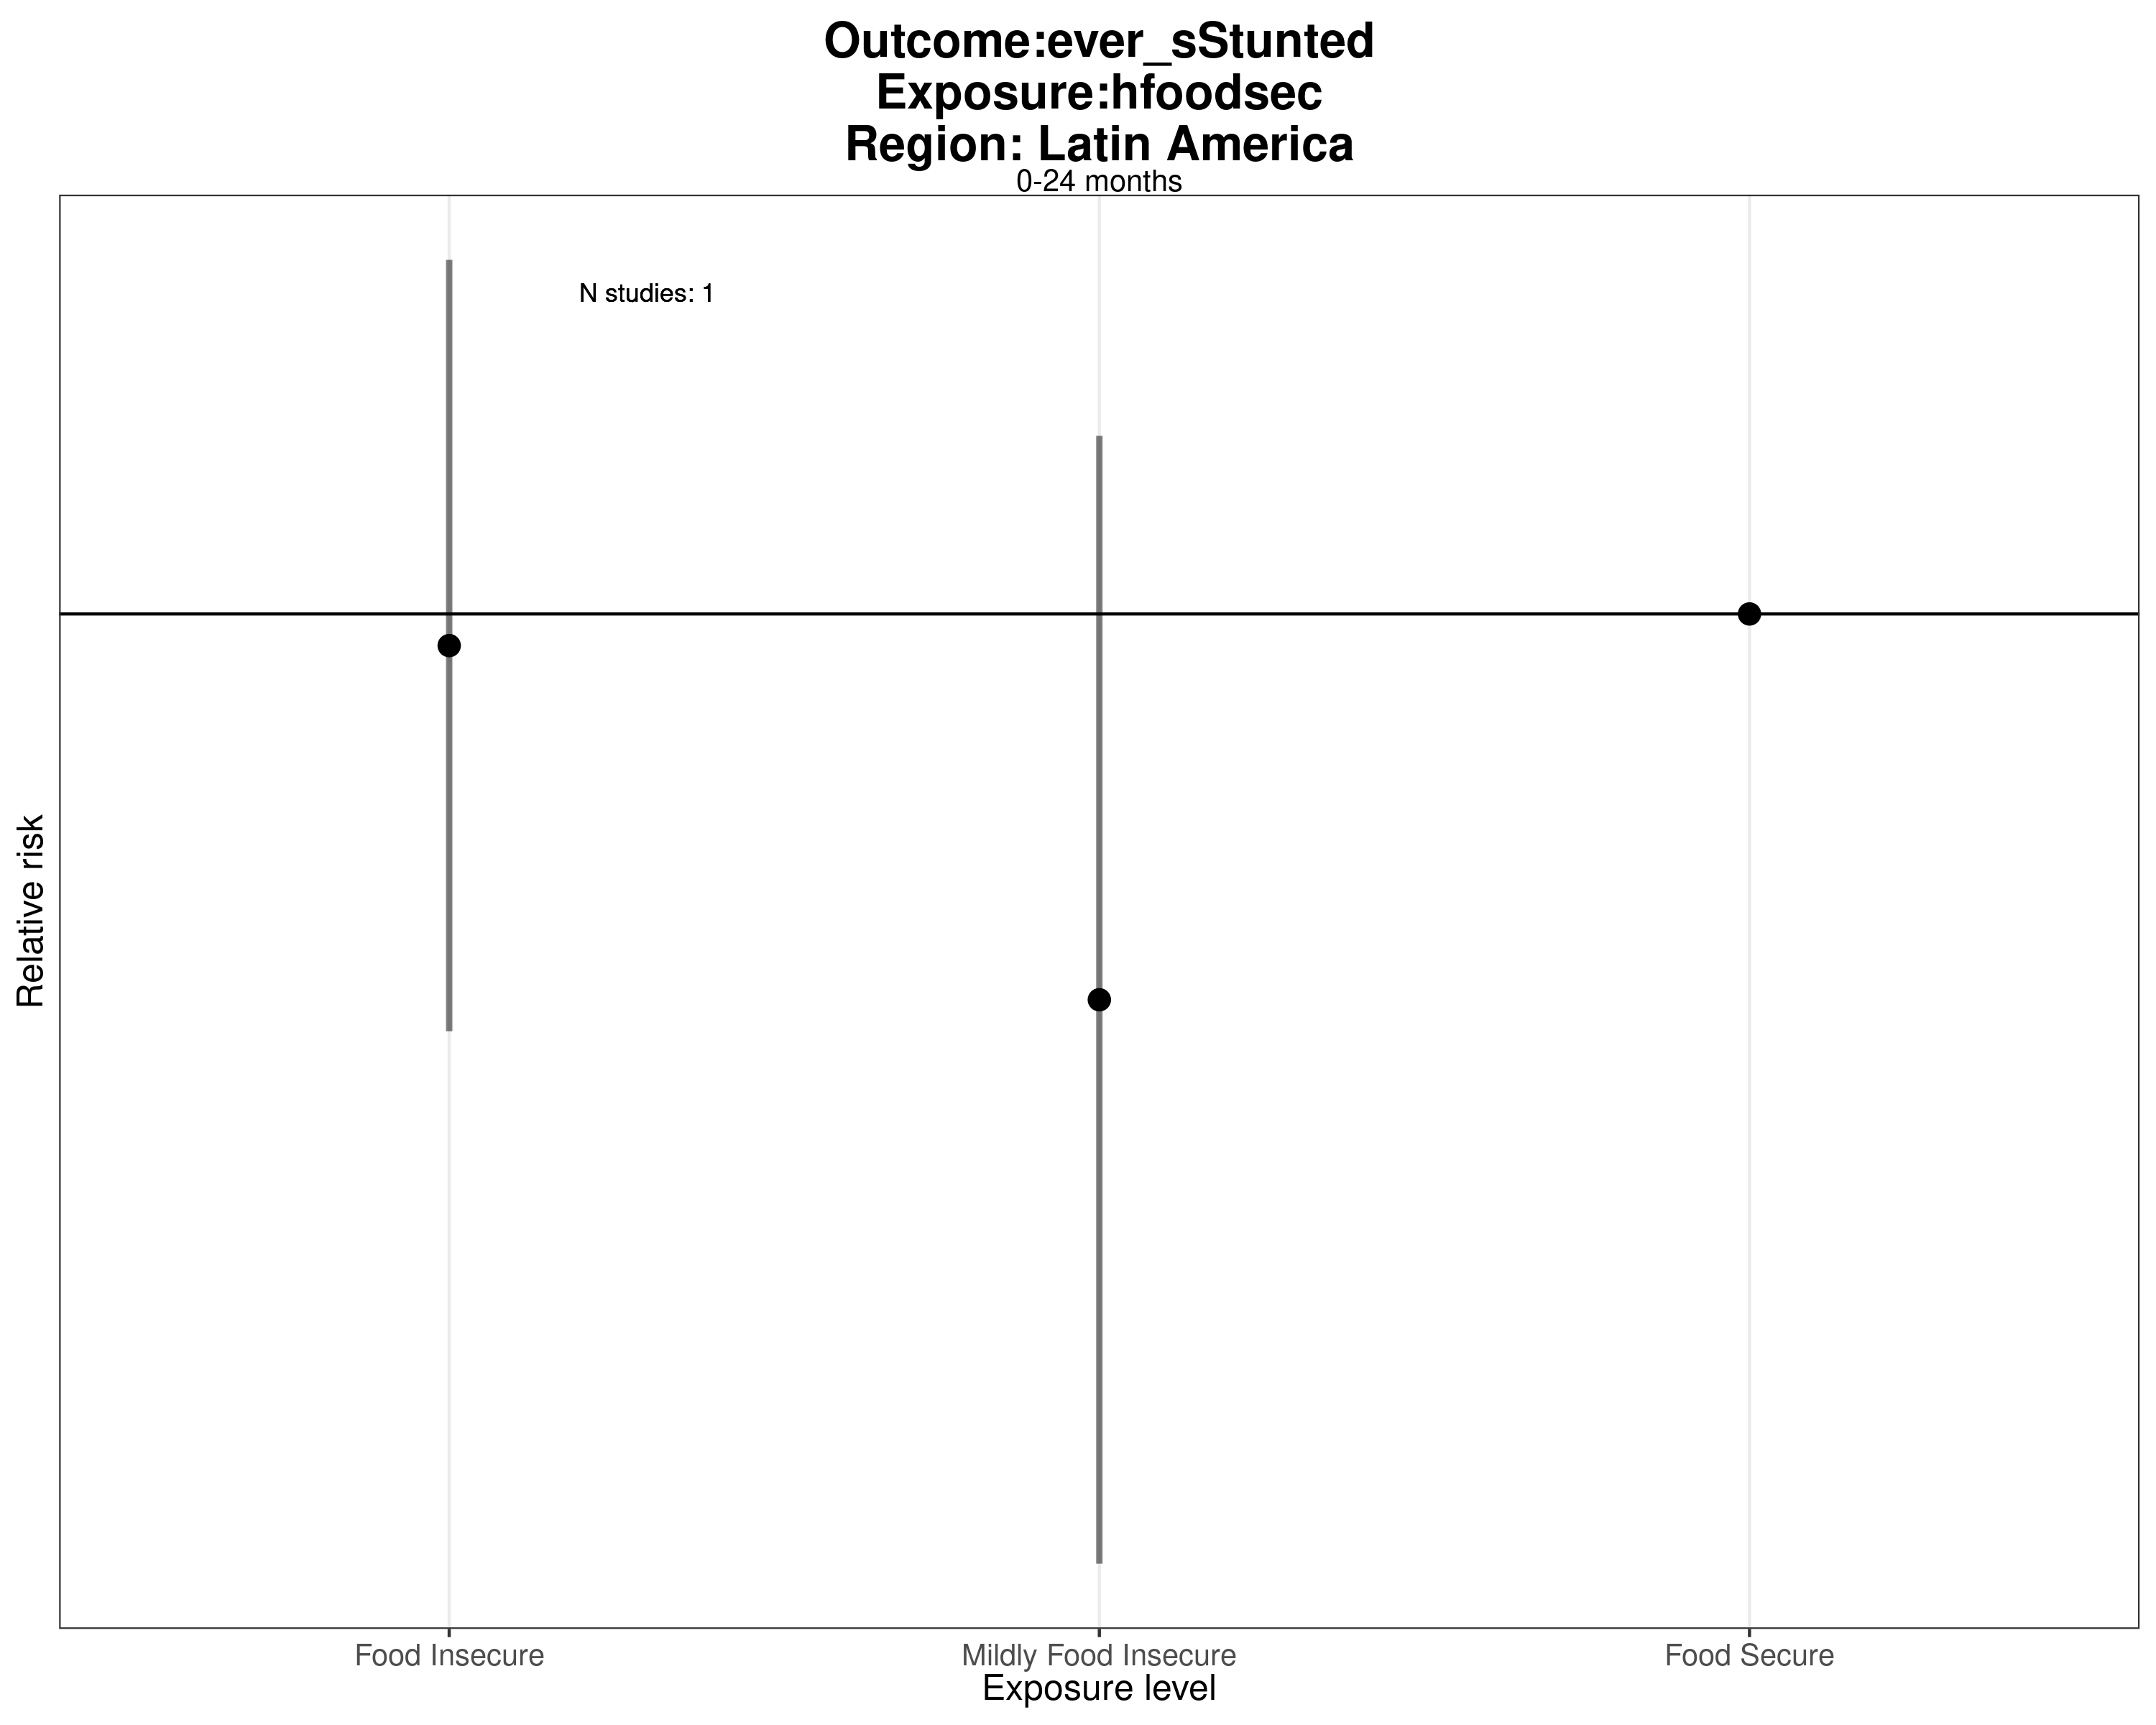 Outcome:ever_sStunted
Exposure:hfoodsec
Region: Latin America
0-24 months
N studies: 1
Relative risk
Food Insecure
Mildly Food Insecure
Food Secure
Exposure level